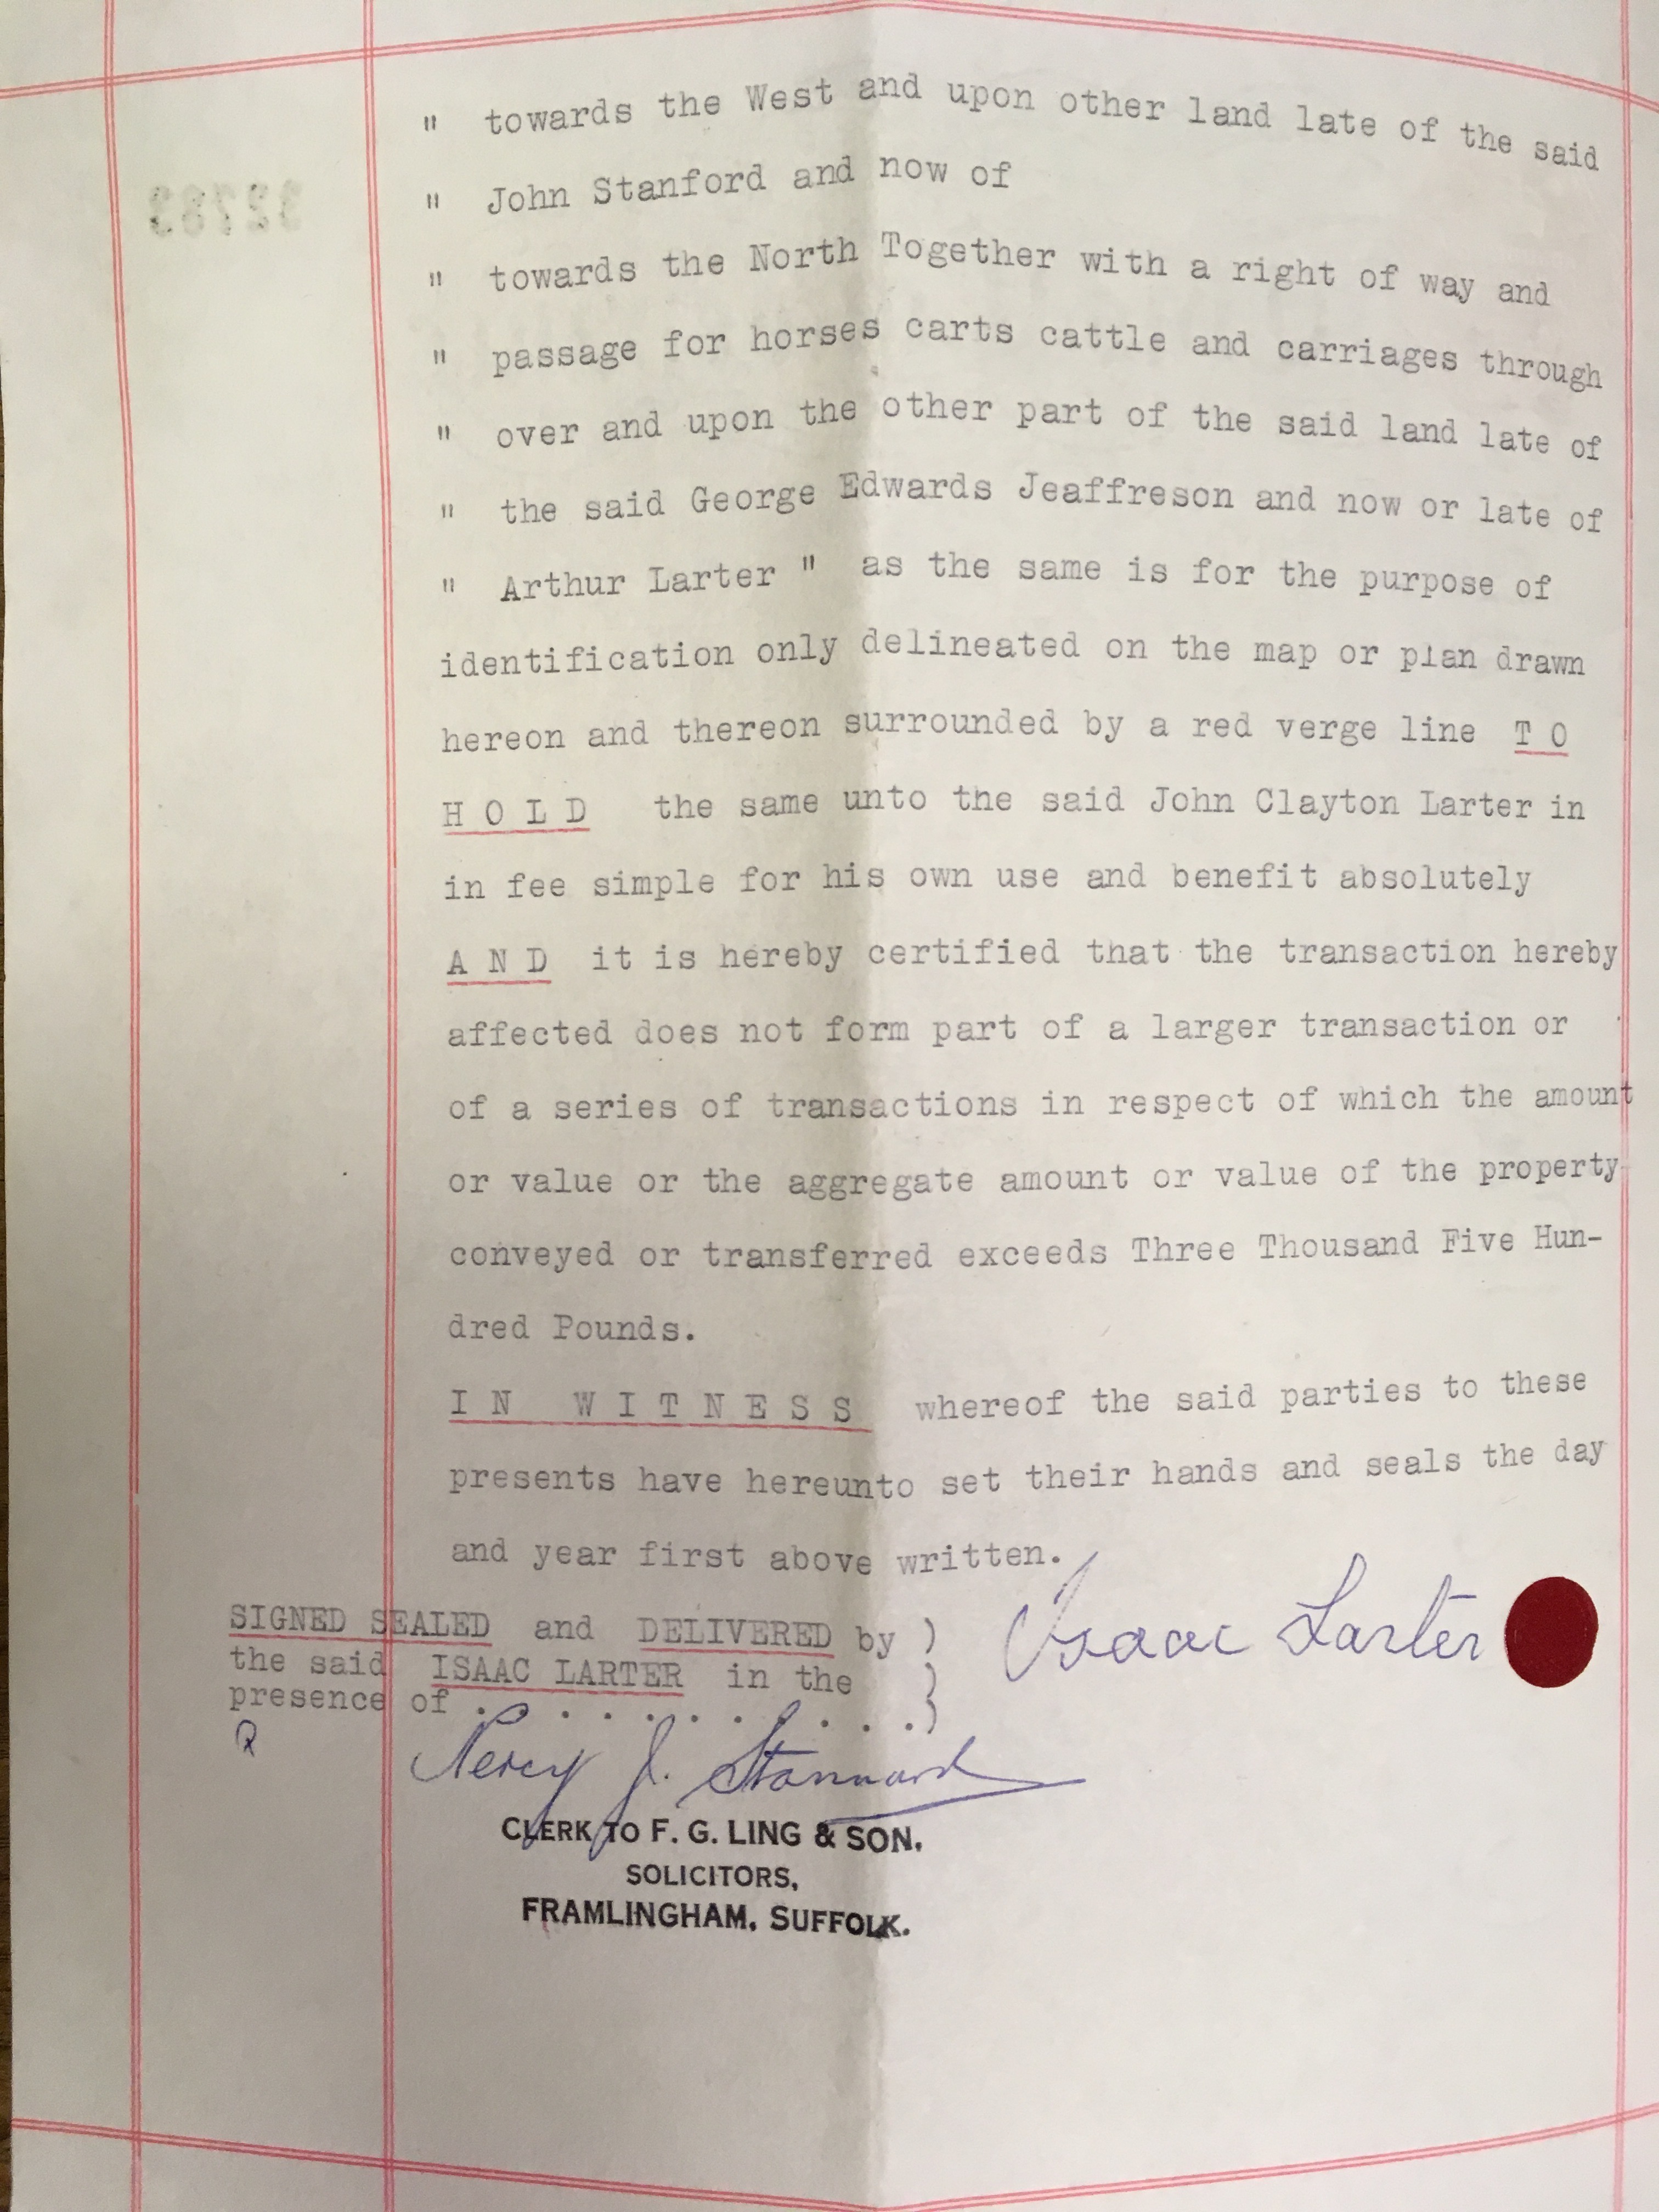 " towards the West and upon other land late of the said
32783
" John Stanford and now of
" towards the North Together with a right of way and
" passage for horses carts cattle and carriages through
" over and upon the other part of the said land late of
" the said George Edwards Jeaffreson and now or late of
" Arthur Larter " as the same is for the purpose of
identification only delineated on the map or plan drawn
hereon and thereon surrounded by a red verge line T O
H O L D the same unto the said John Clayton Larter in
in fee simple for his own use and benefit absolutely
A N D it is hereby certified that the transaction hereby
affected does not form part of a larger transaction or
of a series of transactions in respect of which the amount
or value or the aggregate amount or value of the property
conveyed or transferred exceeds Three Thousand Five Hun-
dred Pounds.
I N W I T N E S S whereof the said parties to these
presents have hereunto set their hands and seals the day
and year first above written.
SIGNED SEALED and DELIVERED by )
the said ISAAC LARTER in the )
presence of . . . . . . . . . . .)
Isaac Larter
Percy J. Stannard
CLERK TO F. G. LING & SON,
SOLICITORS,
FRAMLINGHAM, SUFFOLK.